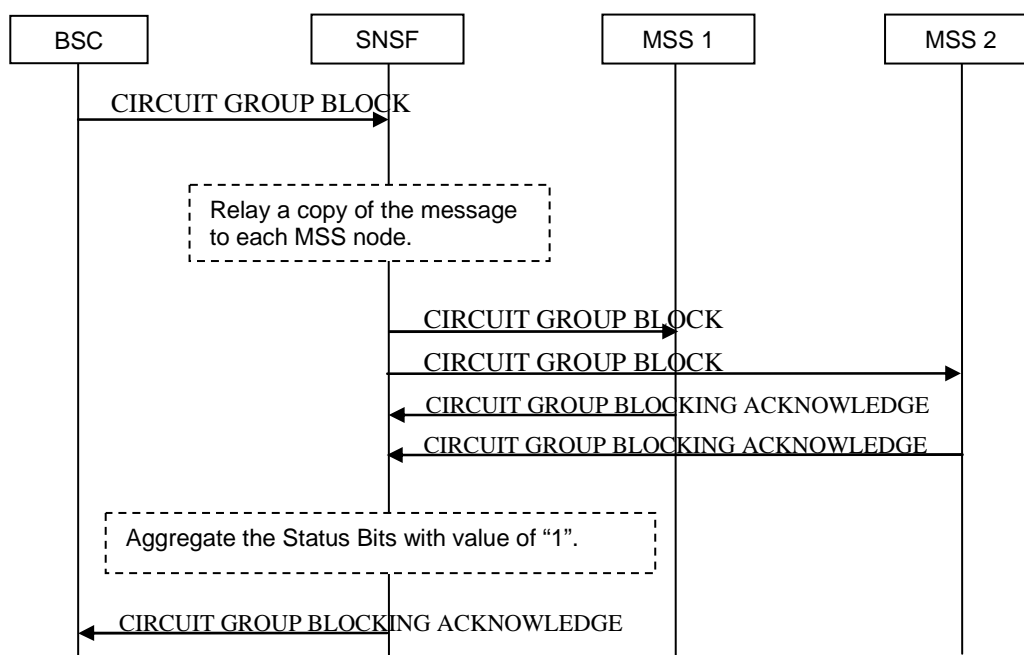 BSC
SNSF
MSS 1
MSS 2
CIRCUIT GROUP BLOCK
Relay a copy of the message
to each MSS node.
CIRCUIT GROUP BLOCK
CIRCUIT GROUP BLOCK
CIRCUIT GROUP BLOCKING ACKNOWLEDGE
CIRCUIT GROUP BLOCKING ACKNOWLEDGE
Aggregate the Status Bits with value of “1”.
CIRCUIT GROUP BLOCKING ACKNOWLEDGE